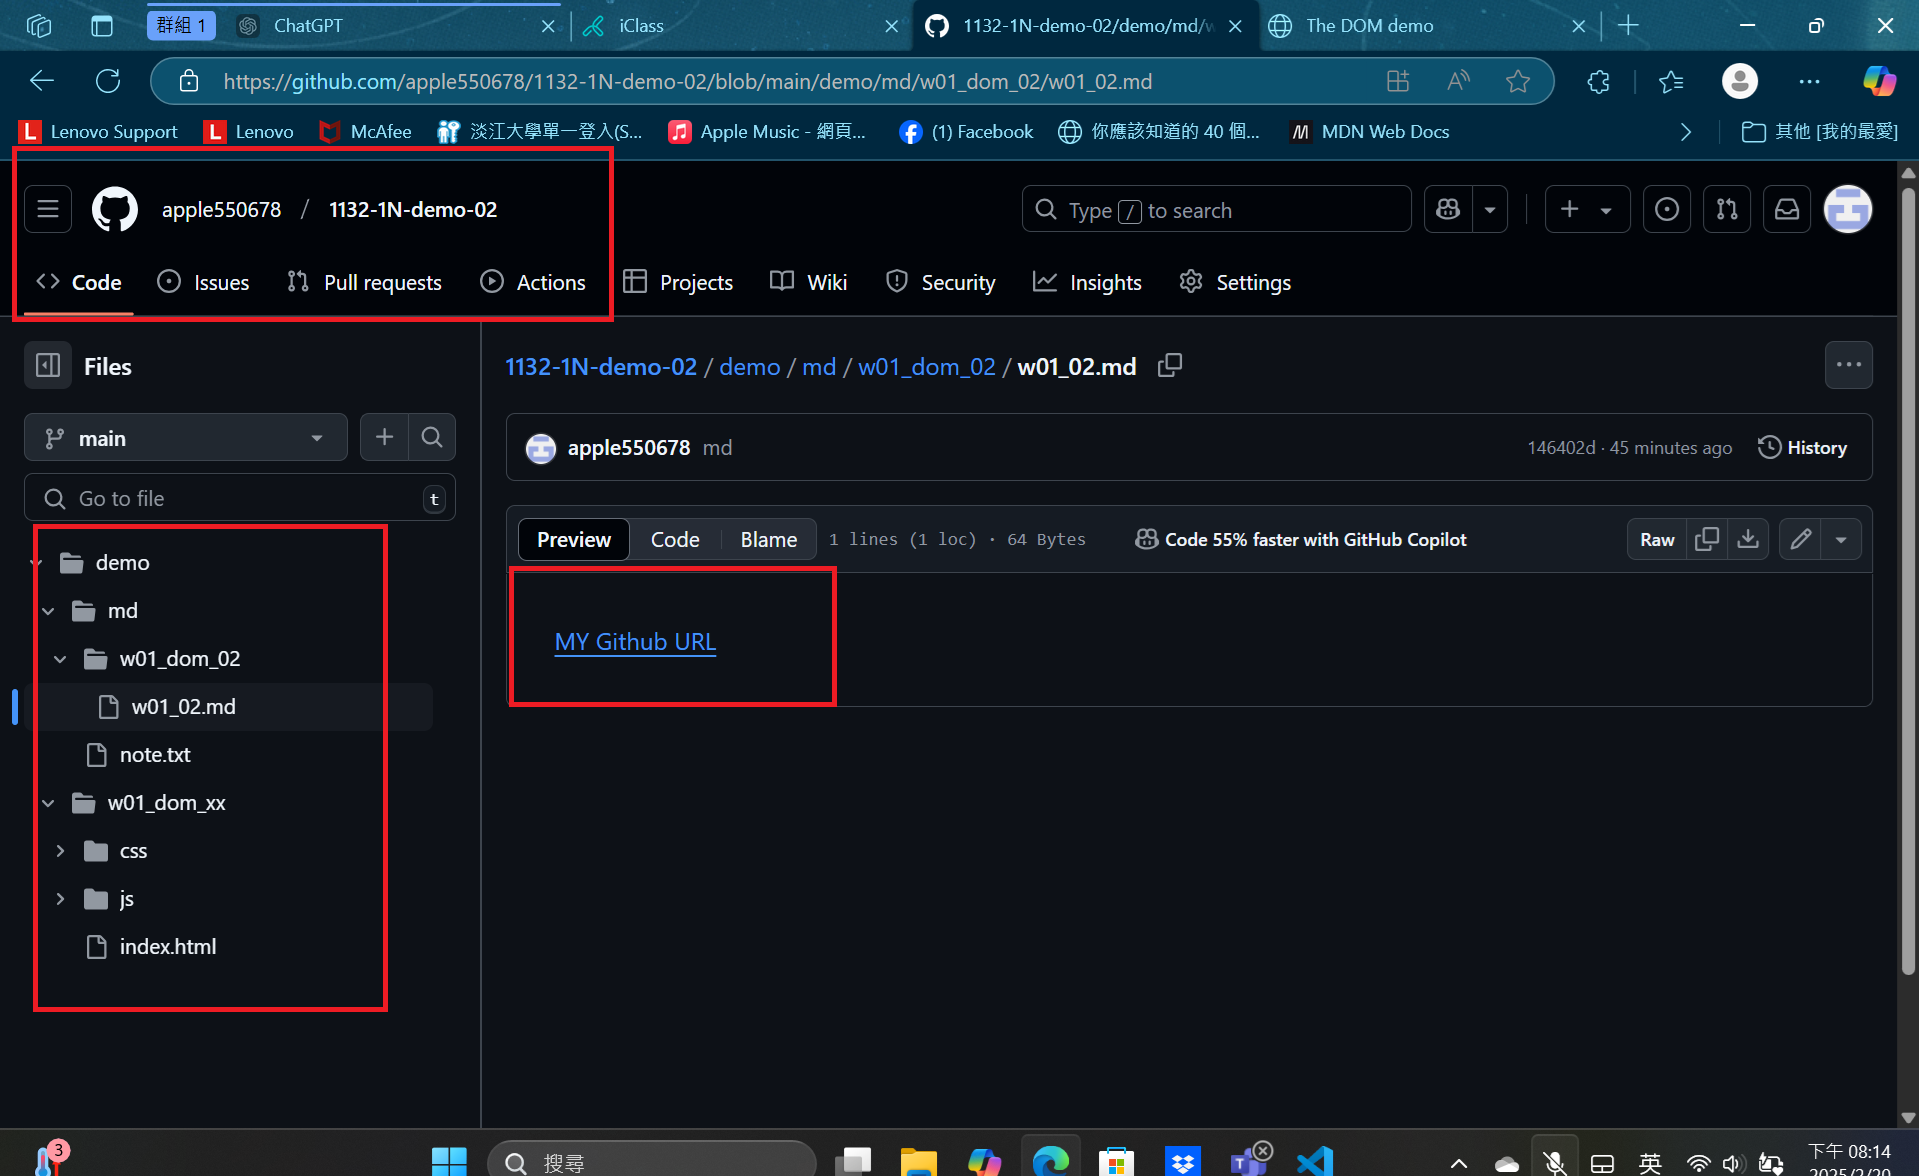 群組 1
ChatGPT
iClass
1132-1N-demo-02/demo/md/w
The DOM demo
https://github.com/apple550678/1132-1N-demo-02/blob/main/demo/md/w01_dom_02/w01_02.md
Lenovo Support
Lenovo
McAfee
淡江大學單一登入(S...
Apple Music - 網頁...
(1) Facebook
你應該知道的 40 個...
MDN Web Docs
其他 [我的最愛]
apple550678 / 1132-1N-demo-02
Type / to search
Code
Issues
Pull requests
Actions
Projects
Wiki
Security
Insights
Settings
Files
main
Go to file
t
demo
md
w01_dom_02
w01_02.md
note.txt
w01_dom_xx
css
js
index.html
1132-1N-demo-02 / demo / md / w01_dom_02 / w01_02.md
apple550678 md
146402d · 45 minutes ago
History
Preview
Code
Blame
1 lines (1 loc) · 64 Bytes
Code 55% faster with GitHub Copilot
Raw
MY Github URL
3
搜尋
英
下午 08:14
2025/2/20